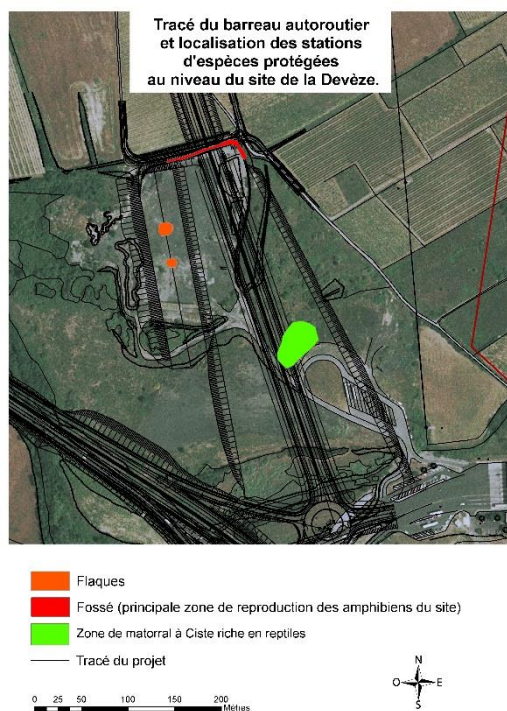 Tracé du barreau autoroutier
et localisation des stations
d'espèces protégées
au niveau du site de la Devèze.
Flaques
Fossé (principale zone de reproduction des amphibiens du site)
Zone de matorral à Ciste riche en reptiles
Tracé du projet
N
O E
S
0 25 50 100 150 200
Mètres